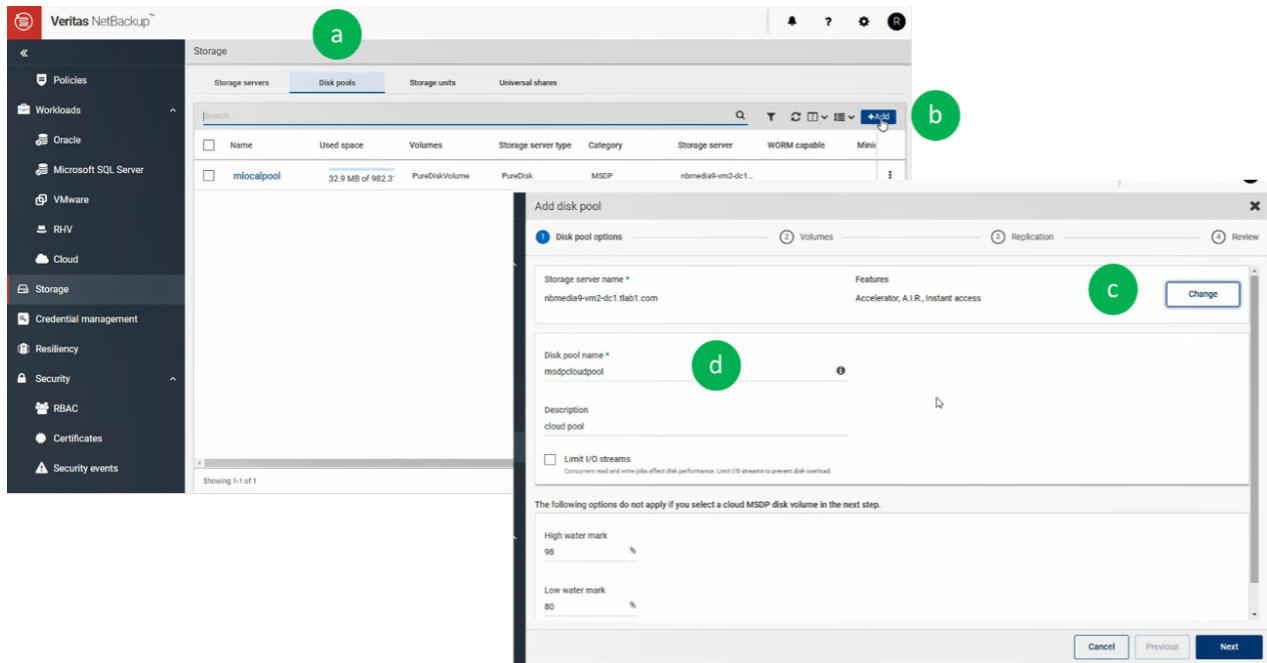 Veritas NetBackup™
?
R
a
Storage
Policies
Workloads
Oracle
Microsoft SQL Server
VMware
RHV
Cloud
Storage
Credential management
Resiliency
Security
RBAC
Certificates
Security events
Storage servers Disk pools Storage units Universal shares
Search...
+Add
b
Name Used space Volumes Storage server type Category Storage server WORM capable
mlocalpool 32.9 MB of 982.3 PureDiskVolume PureDisk MSDP nbmedia9-vm2-dc1...
Showing 1-1 of 1
Add disk pool
1 Disk pool options 2 Volumes 3 Replication 4 Review
Storage server name * Features
nbmedia9-vm2-dc1.tlab1.com Accelerator, A.I.R., Instant access
c
Change
Disk pool name *
msdpcloudpool
d
Description
cloud pool
Limit I/O streams
Concurrent read and write jobs affect disk performance. Limit I/O streams to prevent disk overload.
The following options do not apply if you select a cloud MSDP disk volume in the next step.
High water mark
98 %
Low water mark
80 %
Cancel Previous Next